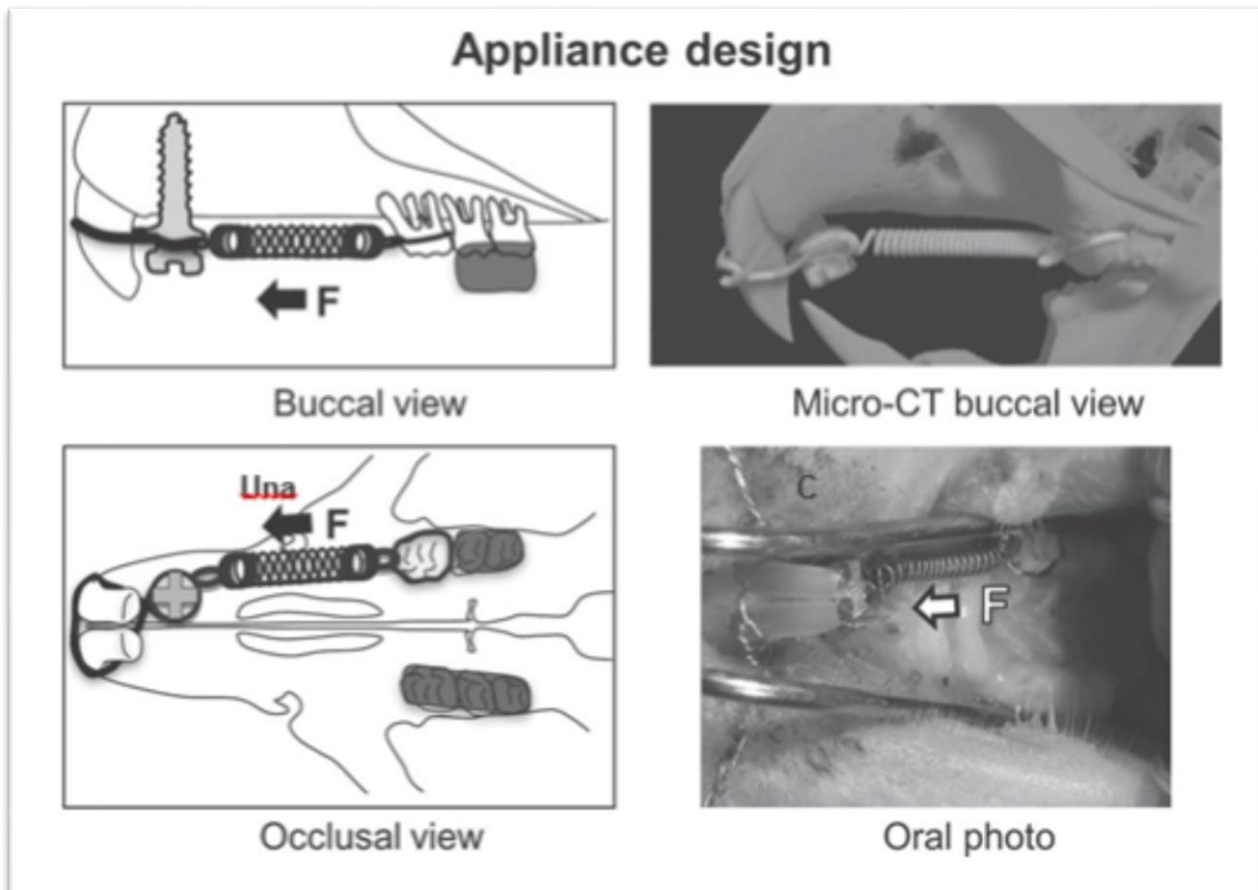 Appliance design
F
Buccal view
Micro-CT buccal view
Una
F
C
F
Occlusal view
Oral photo